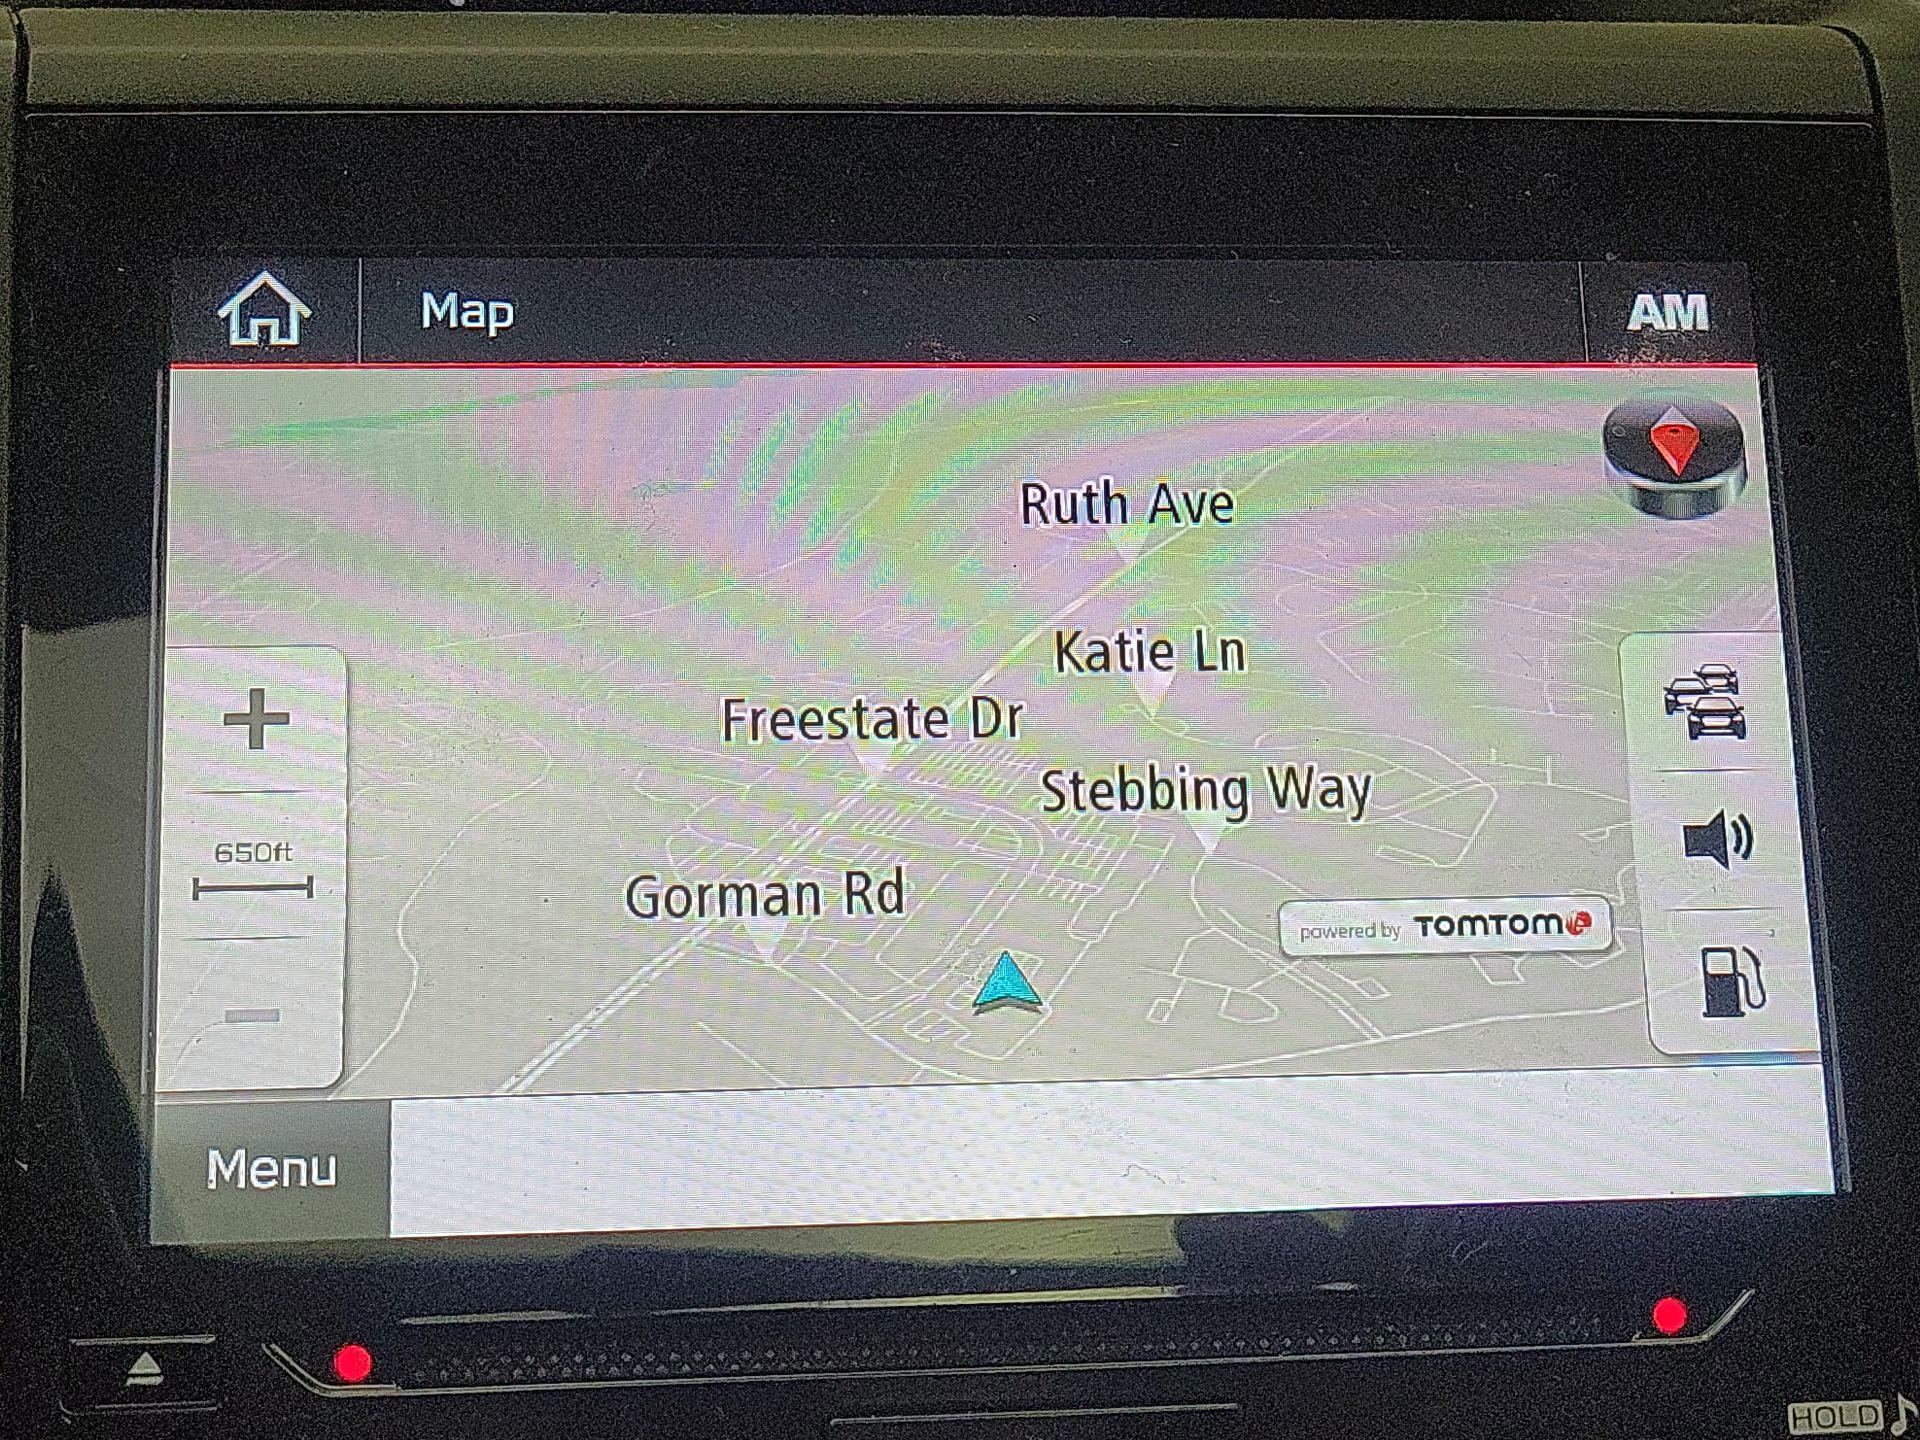 Map
AM
Ruth Ave
Katie Ln
Freestate Dr
Stebbing Way
650ft
Gorman Rd
powered by TOMTOM
Menu
HOLD